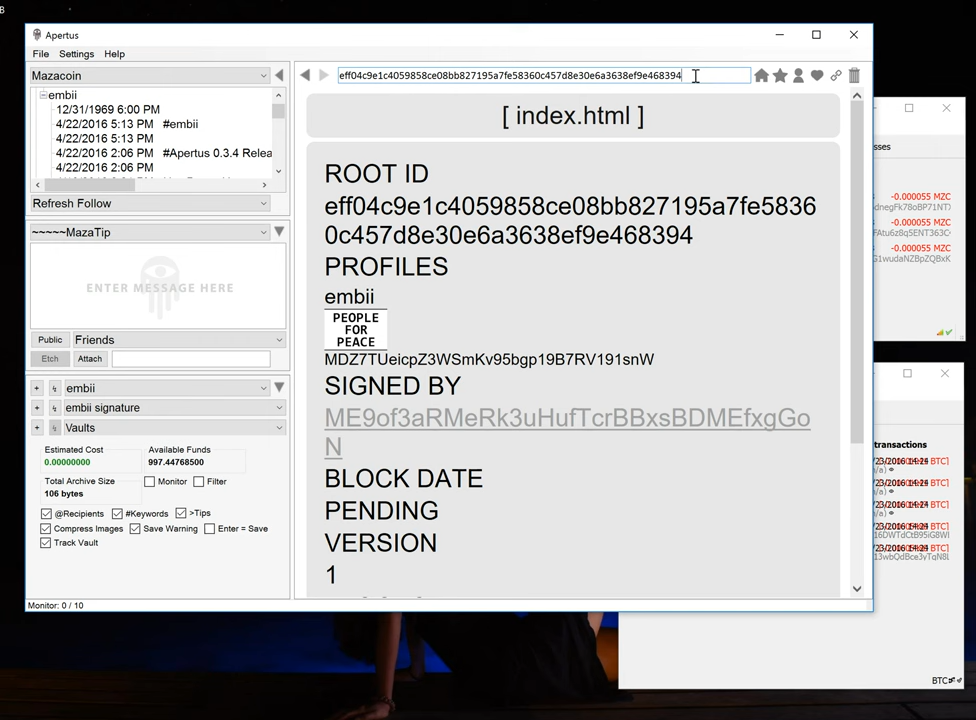 B
Apertus
File Settings Help
Mazacoin
embii
12/31/1969 6:00 PM
4/22/2016 5:13 PM #embii
4/22/2016 5:13 PM
4/22/2016 2:06 PM #Apertus 0.3.4 Relea
4/22/2016 2:06 PM
Refresh Follow
~~~~~MazaTip
ENTER MESSAGE HERE
Public Friends
Etch Attach
+ embii
+ embii signature
+ Vaults
Estimated Cost Available Funds
0.00000000 997.44768500
Total Archive Size Monitor Filter
106 bytes
@Recipients #Keywords >Tips
Compress Images Save Warning Enter = Save
Track Vault
Monitor: 0 / 10
eff04c9e1c4059858ce08bb827195a7fe58360c457d8e30e6a3638ef9e468394
[ index.html ]
ROOT ID
eff04c9e1c4059858ce08bb827195a7fe5836
0c457d8e30e6a3638ef9e468394
PROFILES
embii
PEOPLE
FOR
PEACE
MDZ7TUeicpZ3WSmKv95bgp19B7RV191snW
SIGNED BY
ME9of3aRMeRk3uHufTcrBBxsBDMEfxgGo
N
BLOCK DATE
PENDING
VERSION
1
sses
-0.000055 MZC
dnegFk78oBP71NT)
-0.000055 MZC
-0.000055 MZC
G1wudaNZBpZQBxK
transactions
BTC